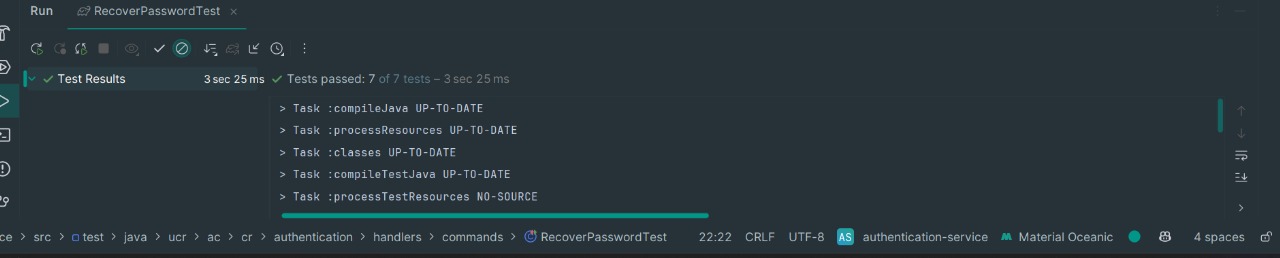 Run RecoverPasswordTest
Test Results 3 sec 25 ms Tests passed: 7 of 7 tests – 3 sec 25 ms
> Task :compileJava UP-TO-DATE
> Task :processResources UP-TO-DATE
> Task :classes UP-TO-DATE
> Task :compileTestJava UP-TO-DATE
> Task :processTestResources NO-SOURCE
ce > src > test > java > ucr > ac > cr > authentication > handlers > commands > RecoverPasswordTest 22:22 CRLF UTF-8 AS authentication-service Material Oceanic 4 spaces